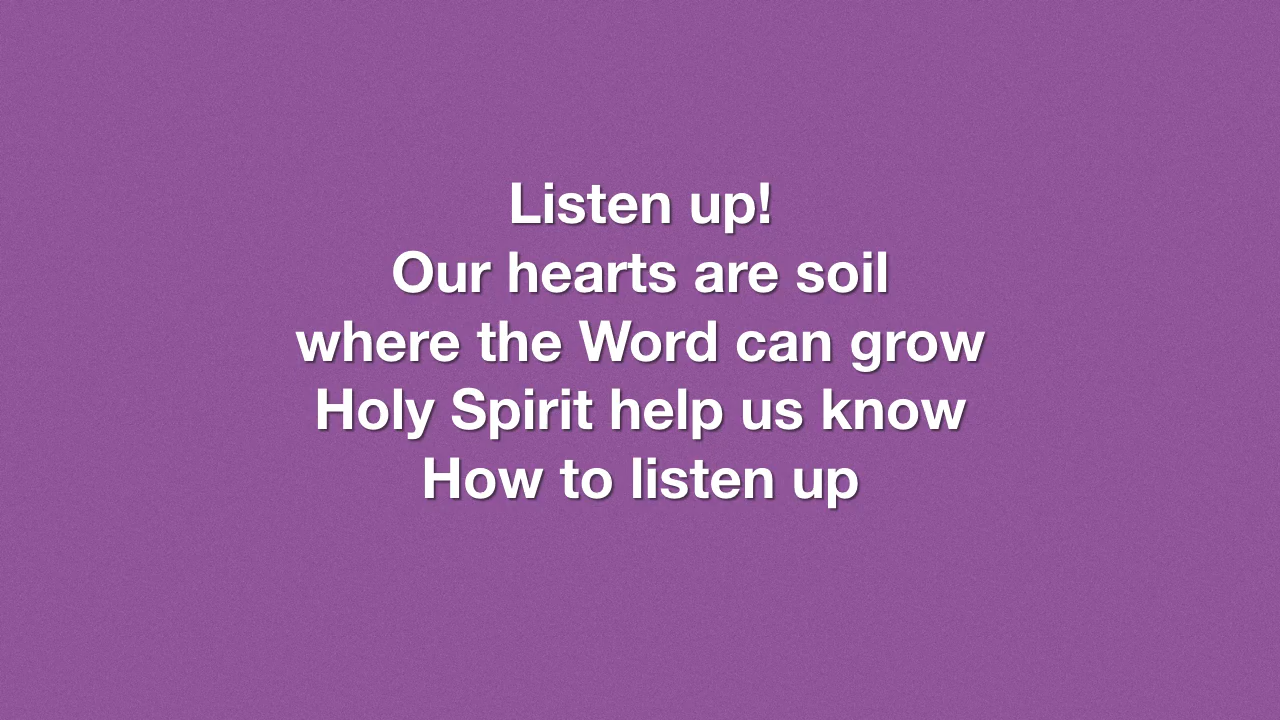 Listen up!
Our hearts are soil
where the Word can grow
Holy Spirit help us know
How to listen up